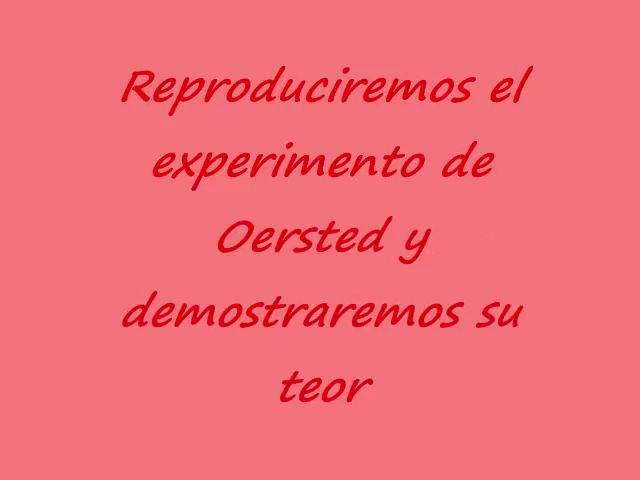 Reproduciremos el
experimento de
Oersted y
demostraremos su
teor